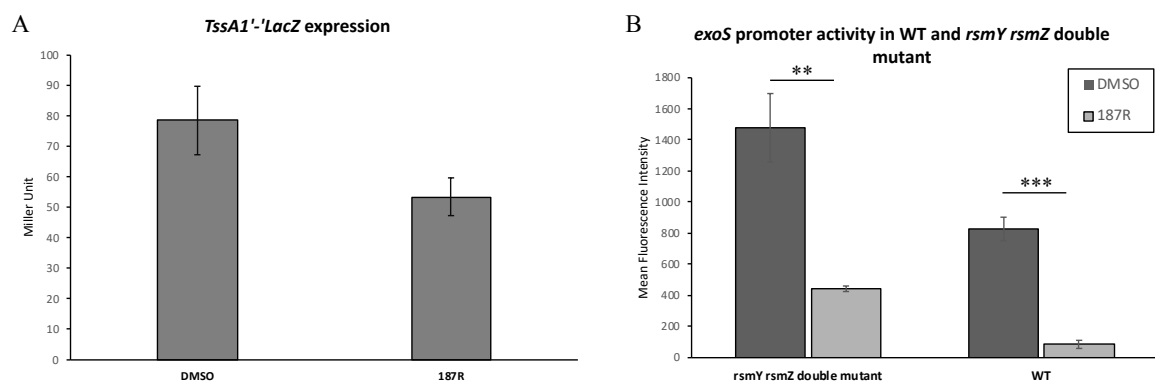 A
TssA1'-'LacZ expression
100
90
80
70
60
50
40
30
20
10
0
Miller Unit
DMSO
187R
B
exoS promoter activity in WT and rsmY rsmZ double
mutant
1800
1600
1400
1200
1000
800
600
400
200
0
Mean Fluorescence Intensity
**
***
DMSO
187R
rsmY rsmZ double mutant
WT